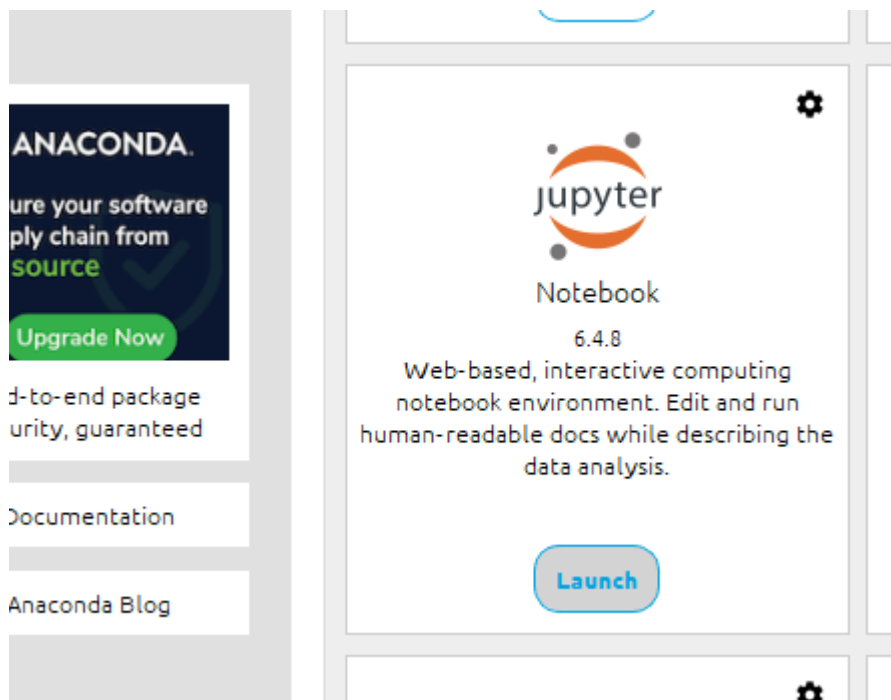 ANACONDA.
ure your software
ply chain from
source
Upgrade Now
d-to-end package
urity, guaranteed
Documentation
Anaconda Blog
jupyter
Notebook
6.4.8
Web-based, interactive computing
notebook environment. Edit and run
human-readable docs while describing the
data analysis.
Launch